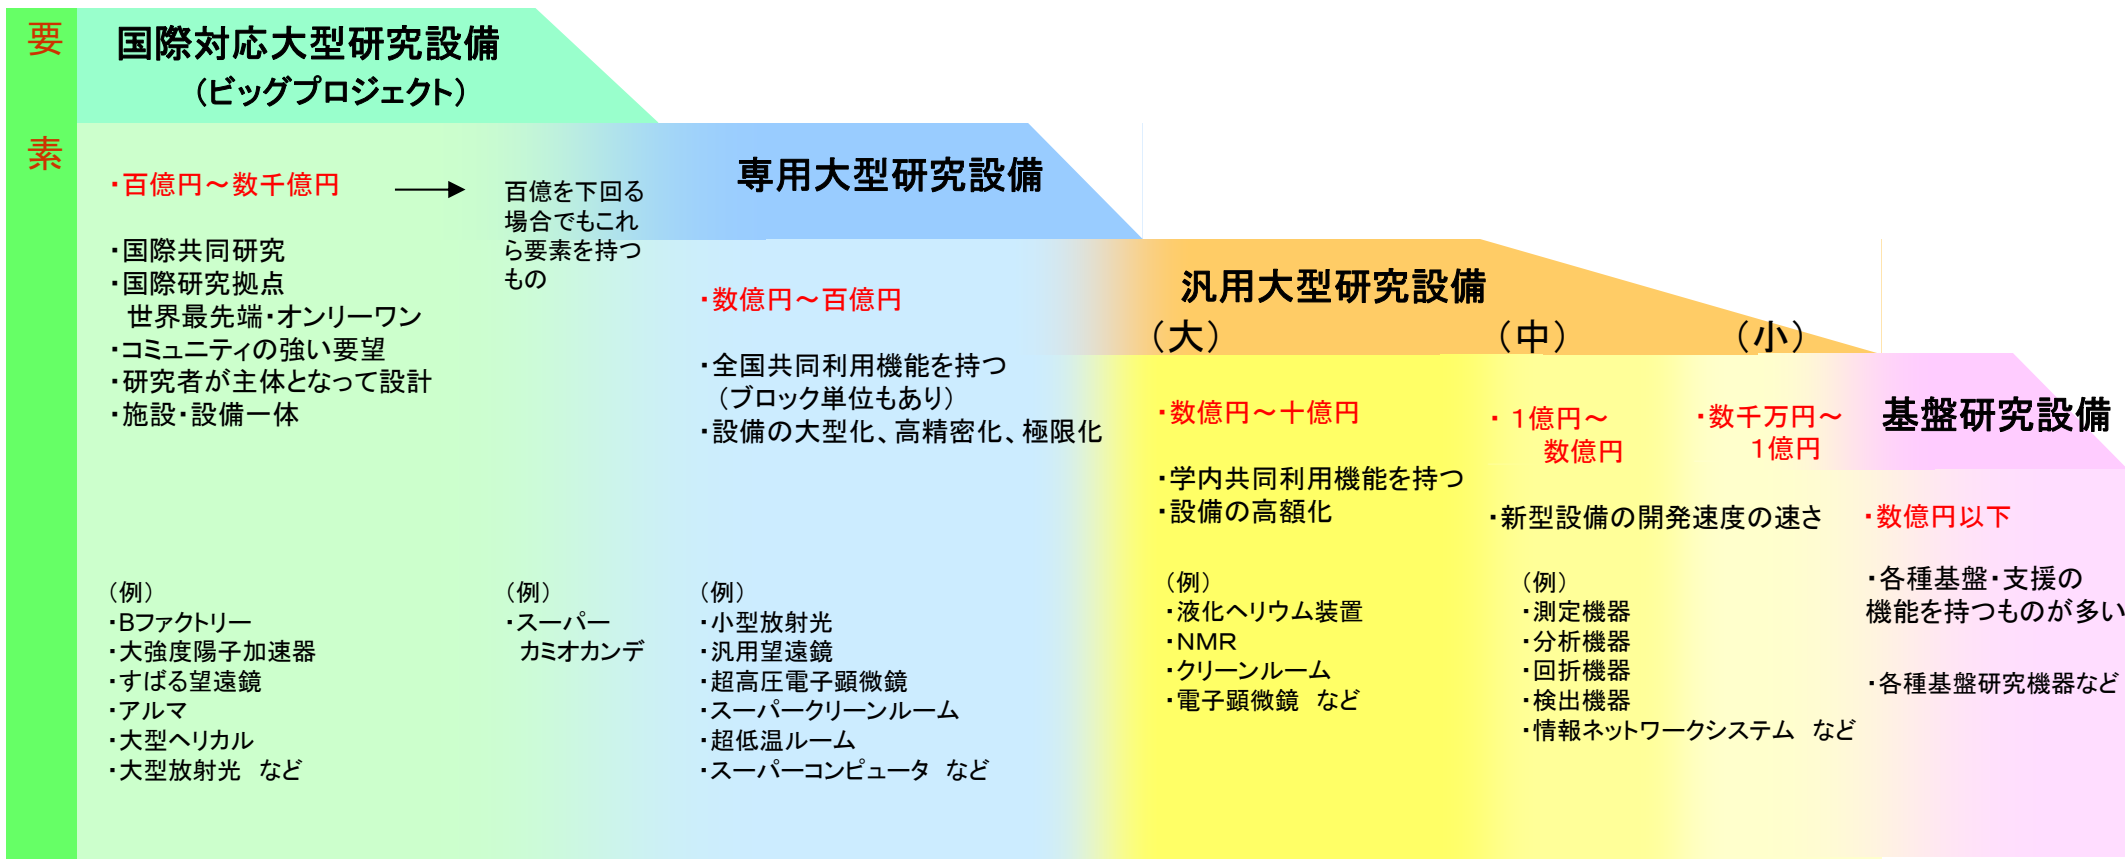 要
素
国際対応大型研究設備
（ビッグプロジェクト）
・百億円～数千億円
・国際共同研究
・国際研究拠点
世界最先端・オンリーワン
・コミュニティの強い要望
・研究者が主体となって設計
・施設・設備一体
（例）
・Bファクトリー
・大強度陽子加速器
・すばる望遠鏡
・アルマ
・大型ヘリカル
・大型放射光　など
百億を下回る
場合でもこれ
ら要素を持つ
もの
（例）
・スーパー
カミオカンデ
専用大型研究設備
・数億円～百億円
・全国共同利用機能を持つ
（ブロック単位もあり）
・設備の大型化、高精密化、極限化
（例）
・小型放射光
・汎用望遠鏡
・超高圧電子顕微鏡
・スーパークリーンルーム
・超低温ルーム
・スーパーコンピュータ　など
汎用大型研究設備
（大）
（中）
（小）
・数億円～十億円
・学内共同利用機能を持つ
・設備の高額化
（例）
・液化ヘリウム装置
・NMR
・クリーンルーム
・電子顕微鏡　など
・１億円～
数億円
・数千万円～
１億円
・新型設備の開発速度の速さ
（例）
・測定機器
・分析機器
・回折機器
・検出機器
・情報ネットワークシステム　など
基盤研究設備
・数億円以下
・各種基盤・支援の
機能を持つものが多い
・各種基盤研究機器など